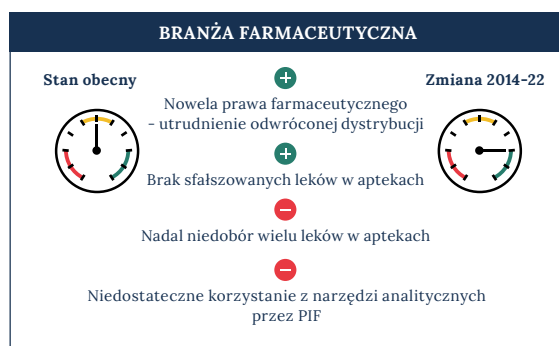 BRANŻA FARMACEUTYCZNA
Stan obecny
Zmiana 2014-22
Nowela prawa farmaceutycznego
- utrudnienie odwróconej dystrybucji
Brak sfałszowanych leków w aptekach
Nadal niedobór wielu leków w aptekach
Niedostateczne korzystanie z narzędzi analitycznych
przez PIF